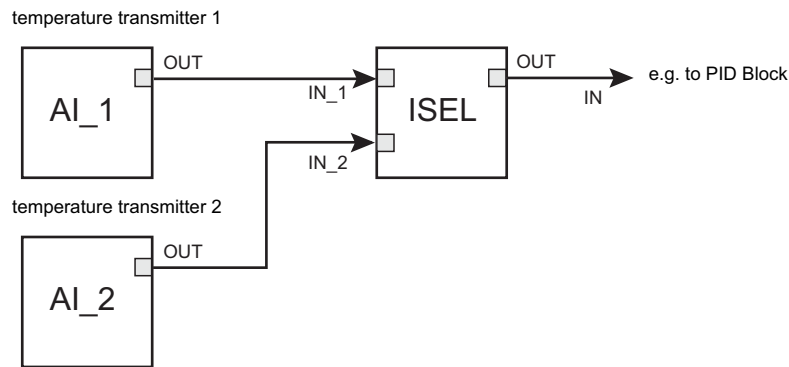 temperature transmitter 1
OUT
AI_1
IN_1
ISEL
OUT
IN
e.g. to PID Block
IN_2
temperature transmitter 2
OUT
AI_2